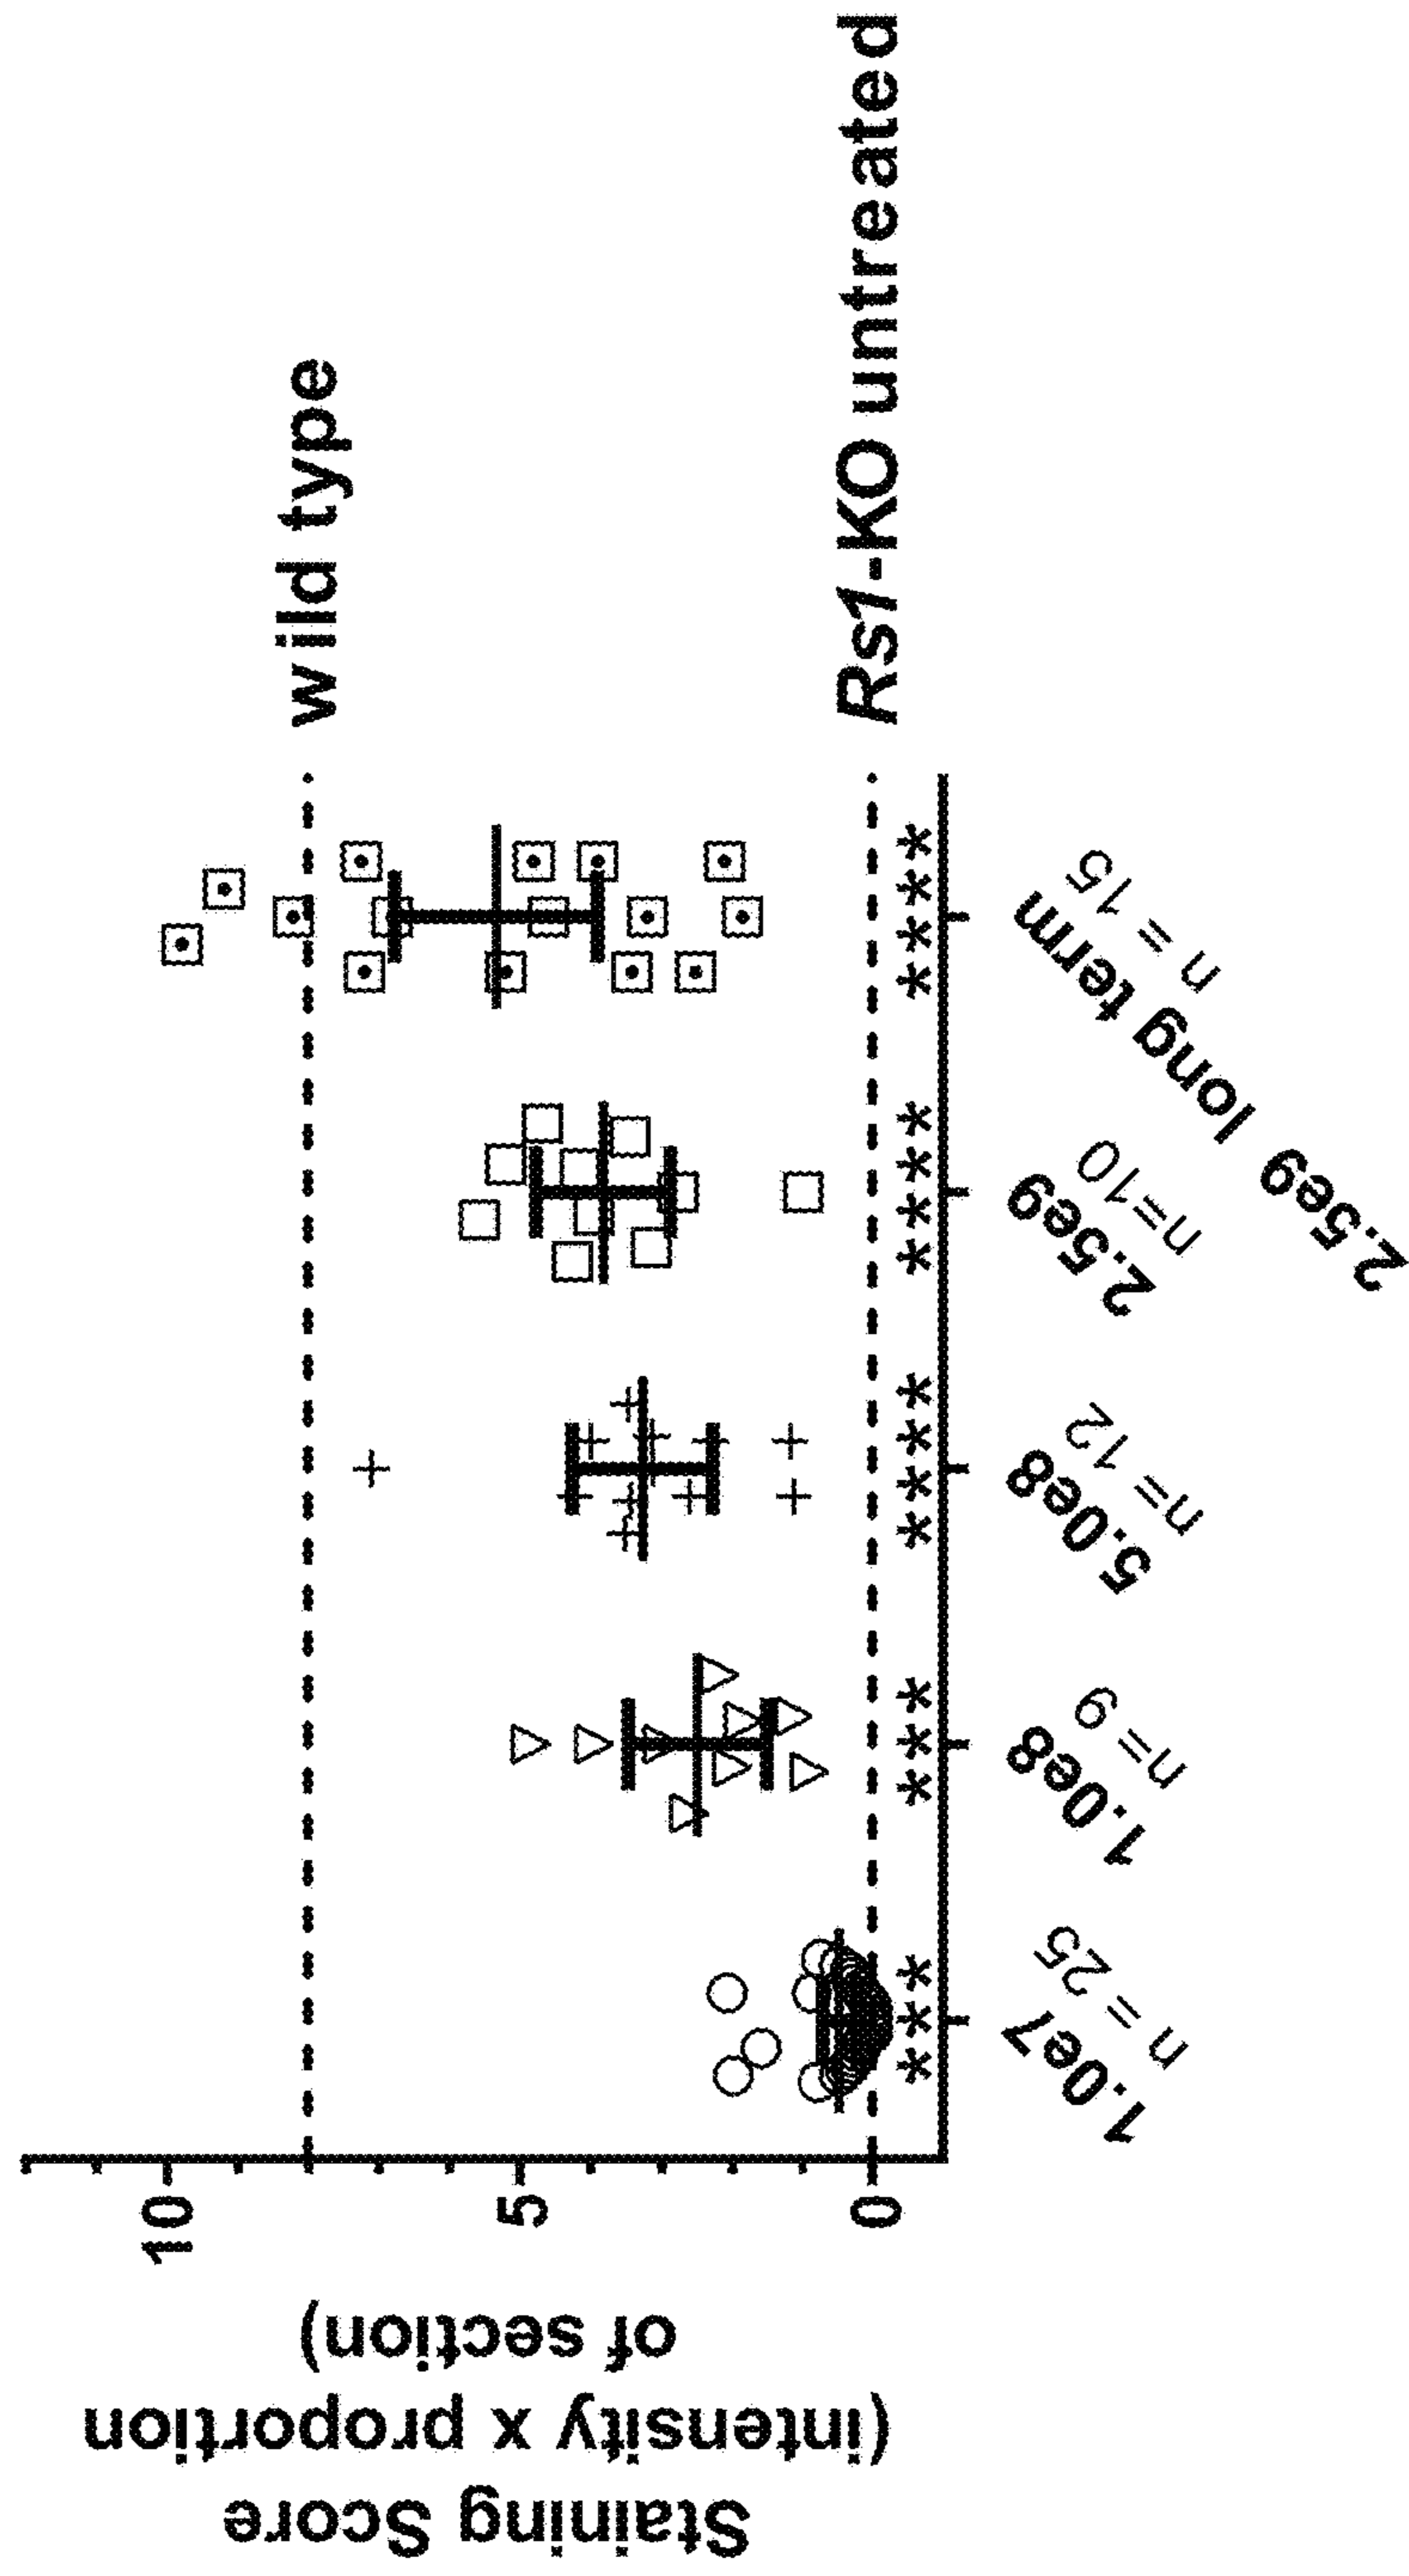 Staining Score
(intensity x proportion
of section)
10
5
0
wild type
Rs1-KO untreated
***
***
****
****
****
1.0e7
n = 25
1.0e8
n= 9
5.0e8
n= 12
2.5e9
n=10
2.5e9 long term
n = 15